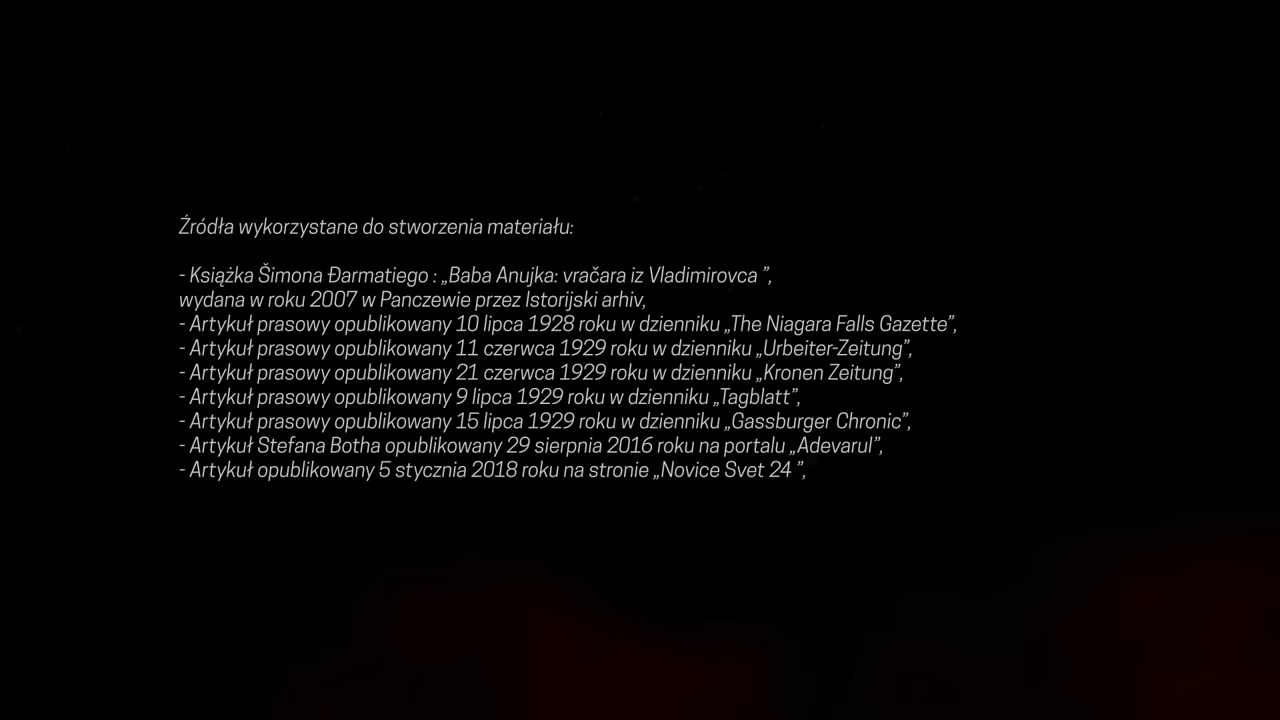 Źródła wykorzystane do stworzenia materiału:
- Książka Šimona Đarmatiego : „Baba Anujka: vračara iz Vladimirovca ”,
wydana w roku 2007 w Panczewie przez Istorijski arhiv,
- Artykuł prasowy opublikowany 10 lipca 1928 roku w dzienniku „The Niagara Falls Gazette”,
- Artykuł prasowy opublikowany 11 czerwca 1929 roku w dzienniku „Urbeiter-Zeitung”,
- Artykuł prasowy opublikowany 21 czerwca 1929 roku w dzienniku „Kronen Zeitung”,
- Artykuł prasowy opublikowany 9 lipca 1929 roku w dzienniku „Tagblatt”,
- Artykuł prasowy opublikowany 15 lipca 1929 roku w dzienniku „Gassburger Chronic”,
- Artykuł Stefana Botha opublikowany 29 sierpnia 2016 roku na portalu „Adevarul”,
- Artykuł opublikowany 5 stycznia 2018 roku na stronie „Novice Svet 24 ”,